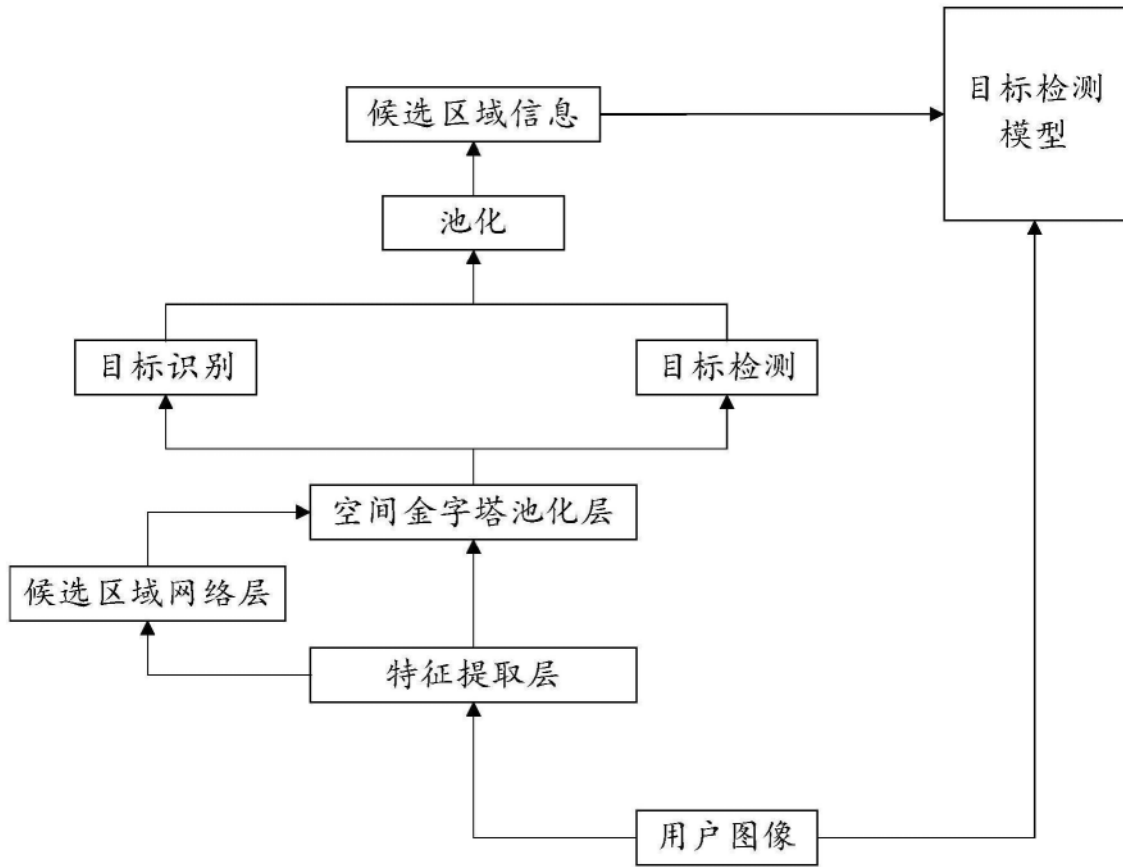 目标检测
模型
候选区域信息
池化
目标识别
目标检测
空间金字塔池化层
候选区域网络层
特征提取层
用户图像